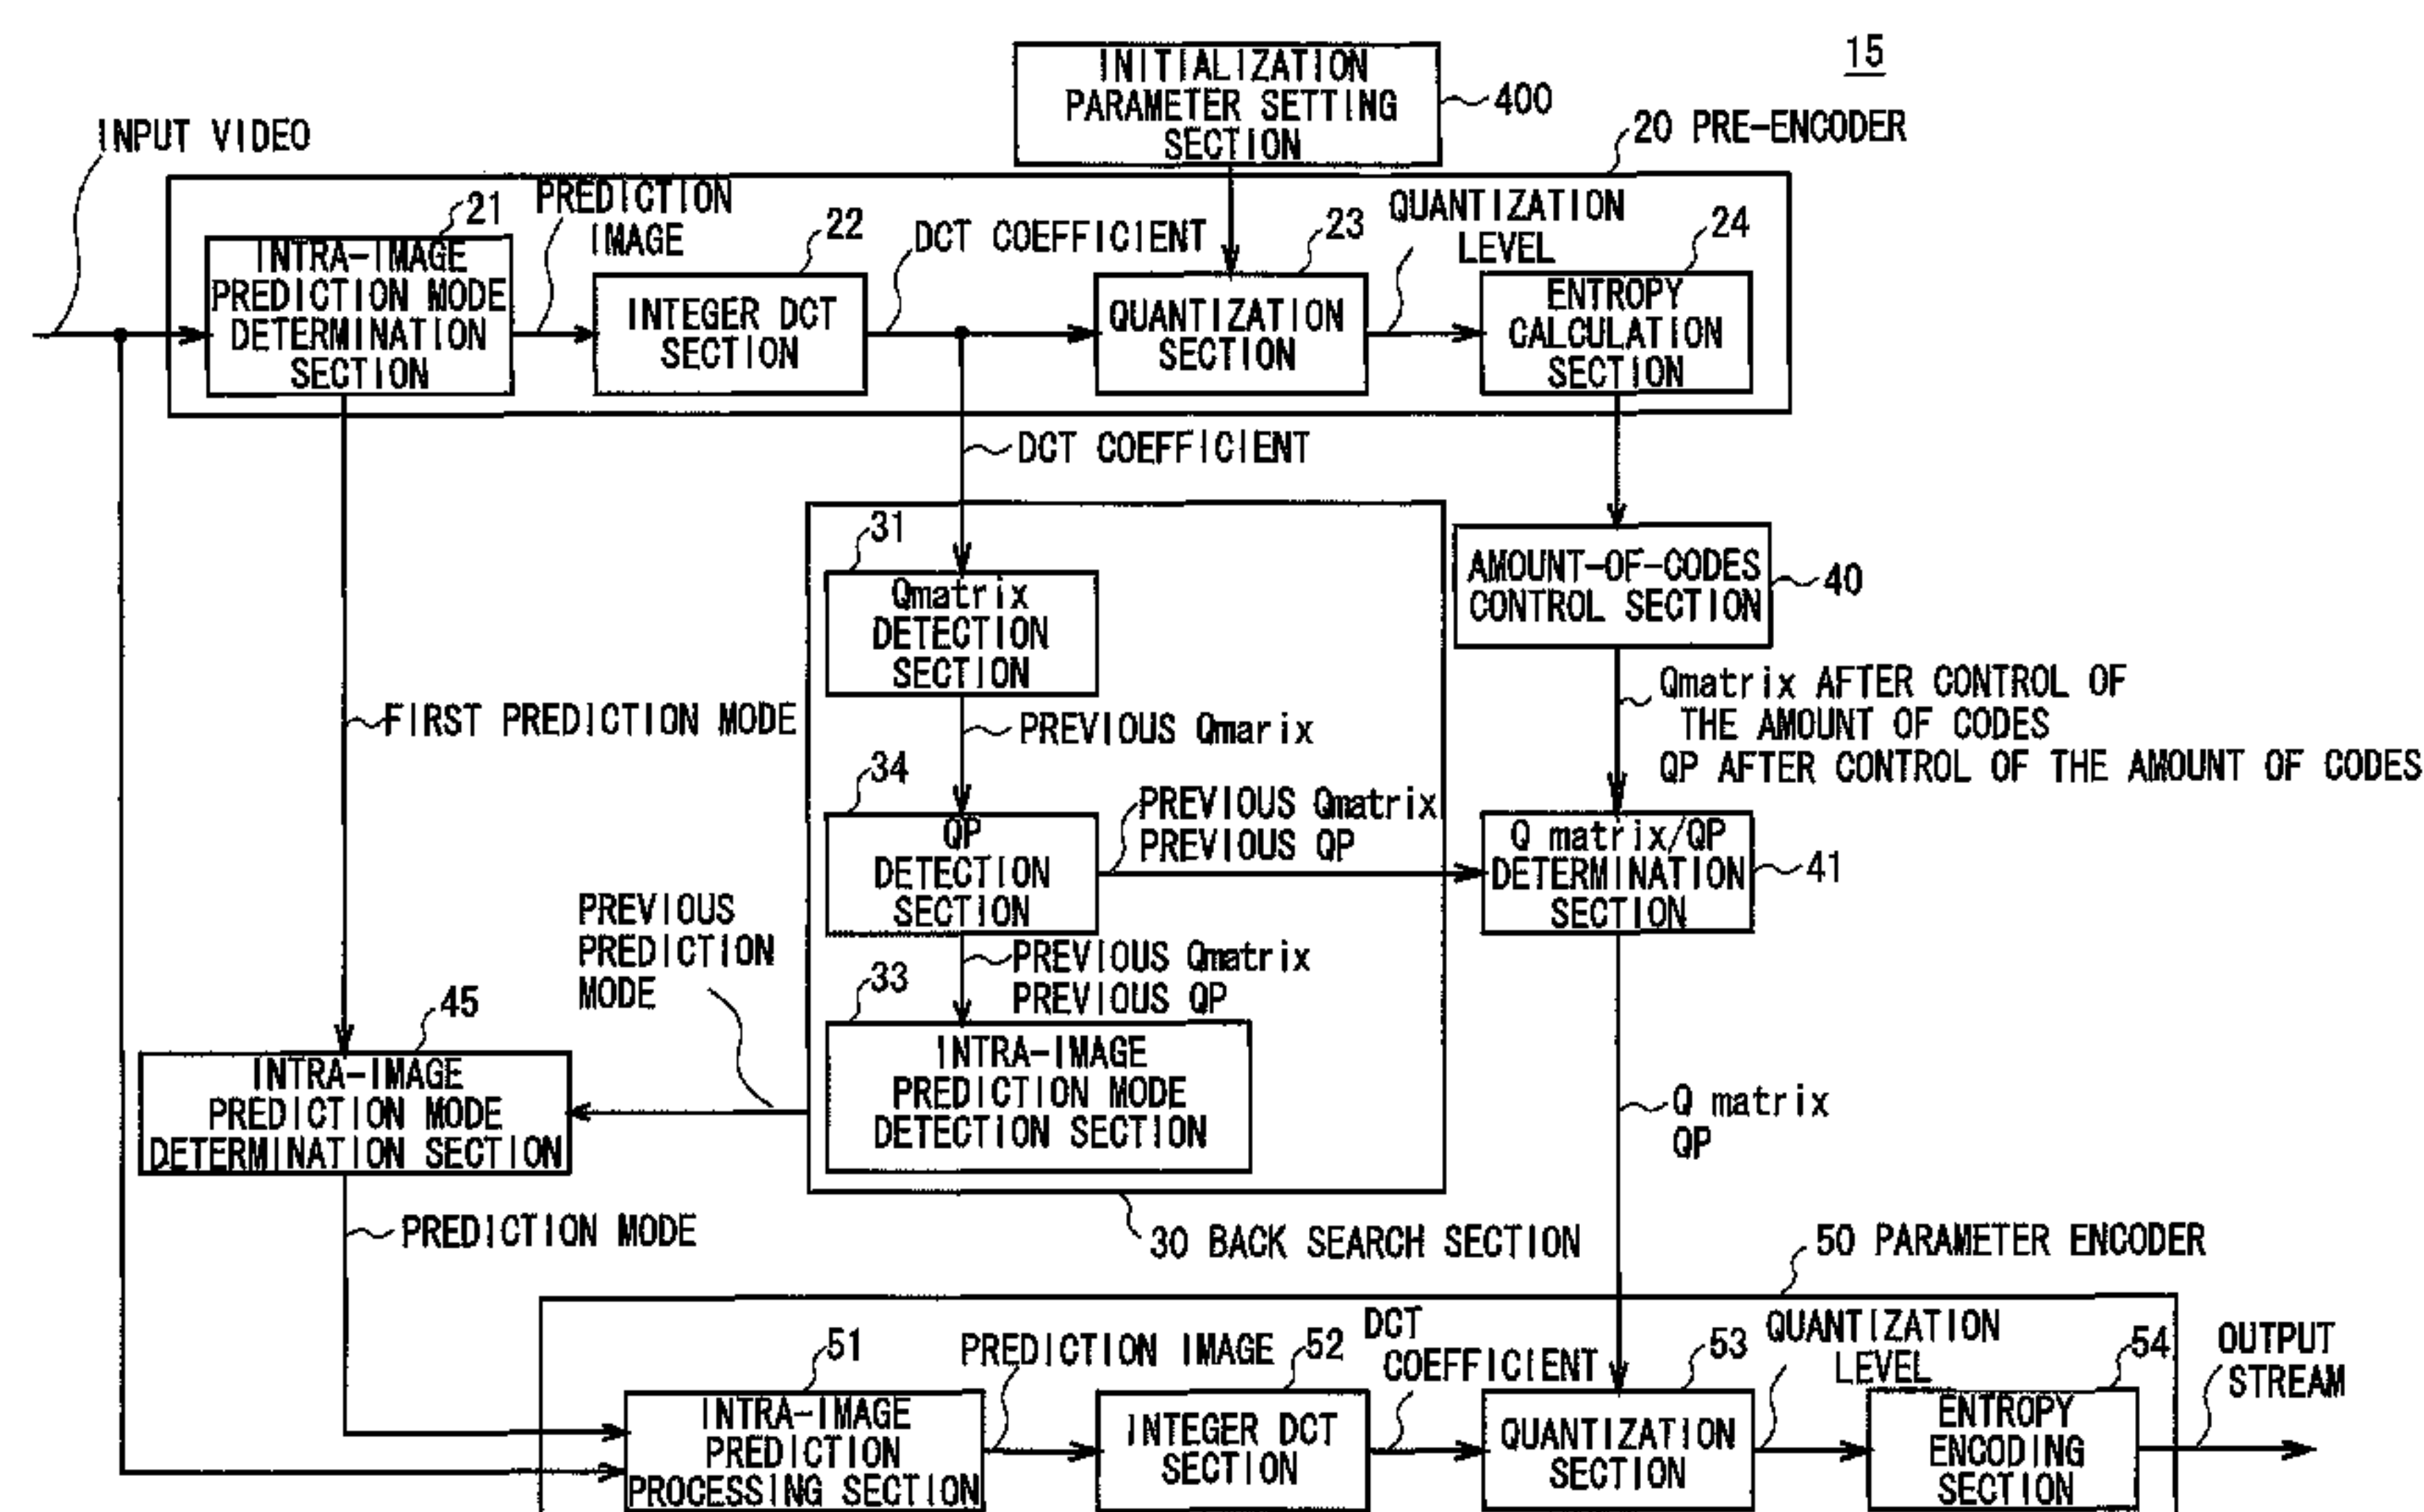 15
INITIALIZATION
PARAMETER SETTING
SECTION
400
INPUT VIDEO
20 PRE-ENCODER
21
INTRA-IMAGE
PREDICTION MODE
DETERMINATION
SECTION
PREDICTION
IMAGE
22
INTEGER DCT
SECTION
DCT COEFFICIENT
23
QUANTIZATION
SECTION
QUANTIZATION
LEVEL
24
ENTROPY
CALCULATION
SECTION
DCT COEFFICIENT
31
Qmatrix
DETECTION
SECTION
AMOUNT-OF-CODES
CONTROL SECTION
40
FIRST PREDICTION MODE
PREVIOUS Qmarix
Qmatrix AFTER CONTROL OF
THE AMOUNT OF CODES
QP AFTER CONTROL OF THE AMOUNT OF CODES
34
QP
DETECTION
SECTION
PREVIOUS Qmatrix
PREVIOUS QP
Q matrix/QP
DETERMINATION
SECTION
41
PREVIOUS
PREDICTION
MODE
PREVIOUS Qmatrix
PREVIOUS QP
33
INTRA-IMAGE
PREDICTION MODE
DETECTION SECTION
45
INTRA-IMAGE
PREDICTION MODE
DETERMINATION SECTION
Q matrix
QP
PREDICTION MODE
30 BACK SEARCH SECTION
50 PARAMETER ENCODER
51
INTRA-IMAGE
PREDICTION
PROCESSING SECTION
PREDICTION IMAGE
52
INTEGER DCT
SECTION
DCT
COEFFICIENT
53
QUANTIZATION
SECTION
QUANTIZATION
LEVEL
54
ENTROPY
ENCODING
SECTION
OUTPUT
STREAM